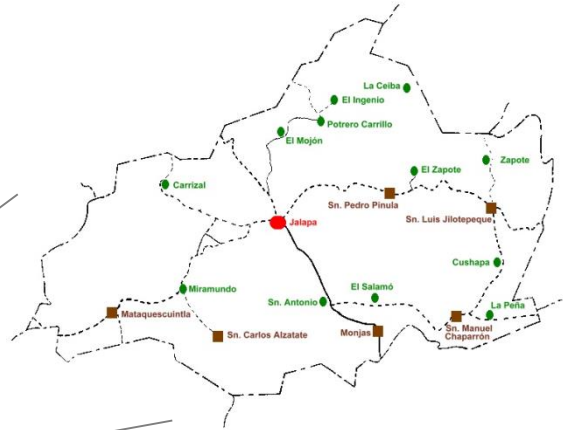 La Ceiba
El Ingenio
Potrero Carrillo
El Mojón
Zapote
El Zapote
Carrizal
Sn. Pedro Pinula
Sn. Luis Jilotepeque
Jalapa
Cushapa
Miramundo
El Salamó
Sn. Antonio
La Peña
Mataquescuintla
Sn. Carlos Alzatate
Monjas
Sn. Manuel
Chaparrón